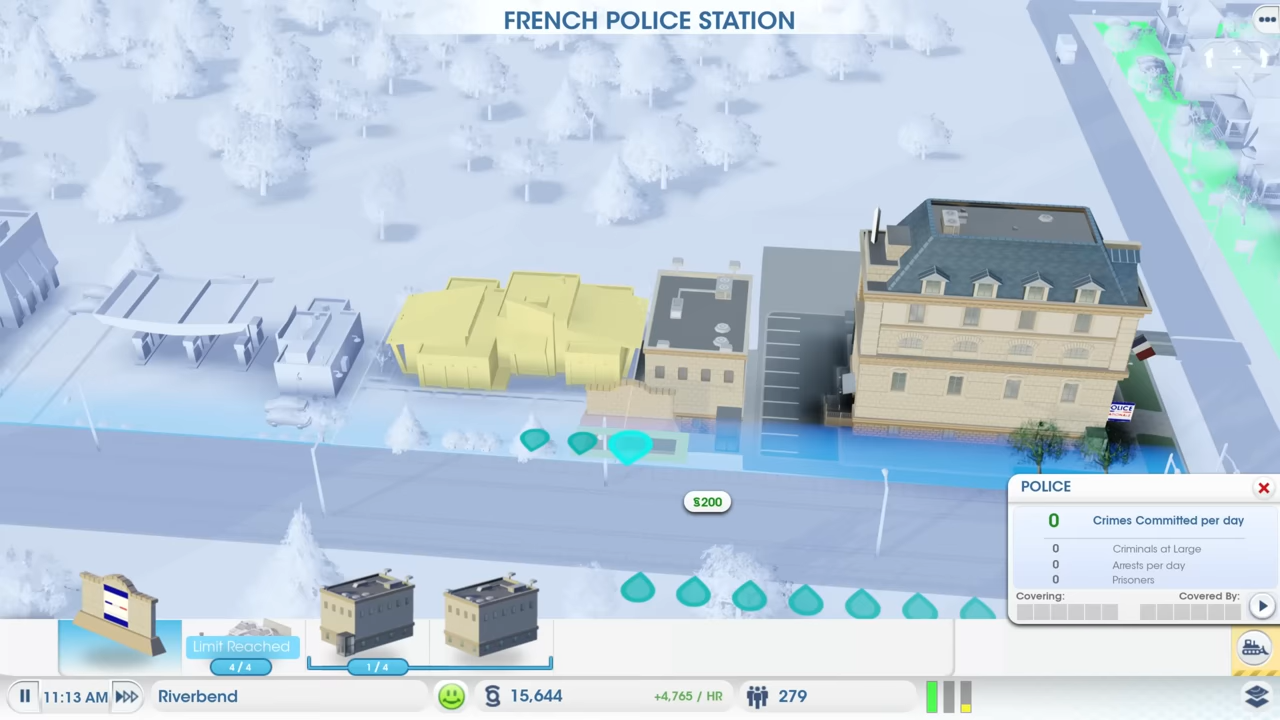 FRENCH POLICE STATION
POLICE
§200
POLICE
0 Crimes Committed per day
0 Criminals at Large
0 Arrests per day
0 Prisoners
Covering: Covered By:
Limit Reached
4/4
1/4
11:13 AM Riverbend 15,644 +4,765 / HR 279